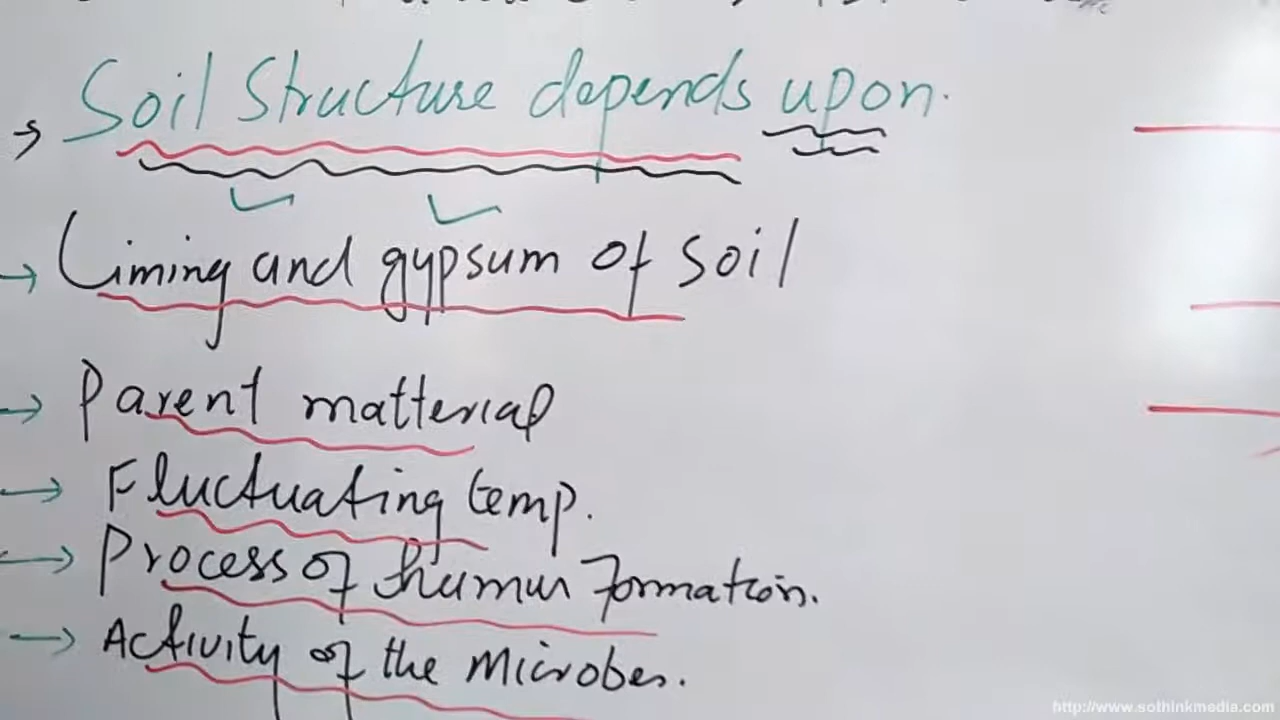 Soil Structure depends upon.
Liming and gypsum of soil
Parent matterial
Fluctuating temp.
Process of humus formation.
Activity of the Microbes.
http://www.sothinkmedia.com